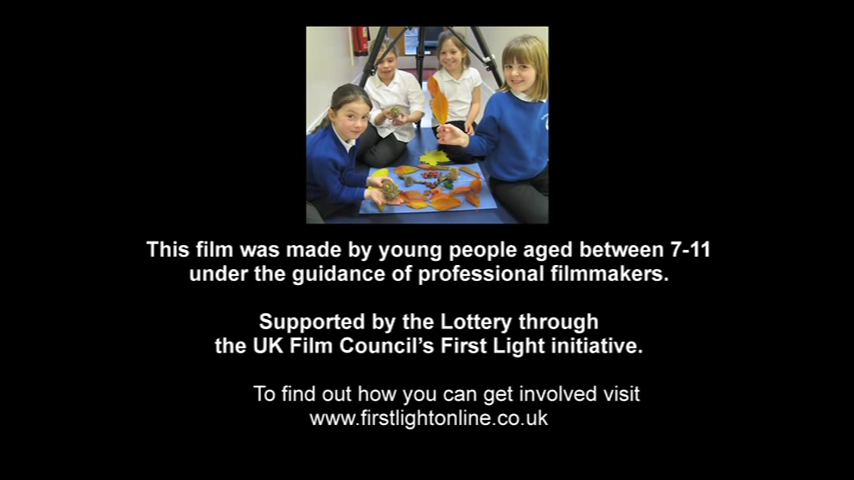 This film was made by young people aged between 7-11
under the guidance of professional filmmakers.
Supported by the Lottery through
the UK Film Council's First Light initiative.
To find out how you can get involved visit
www.firstlightonline.co.uk